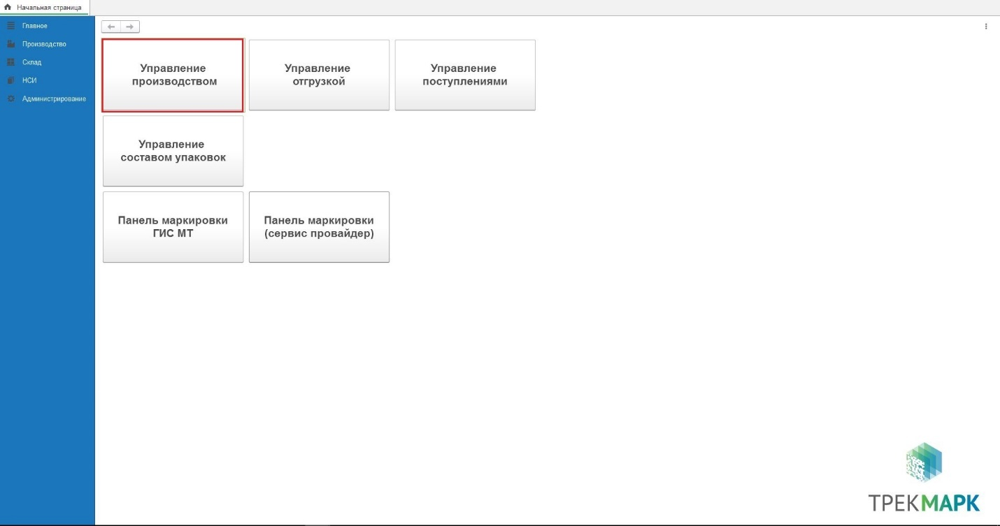 Начальная страница
Главное
Производство
Склад
НСИ
Администрирование
Управление
производством
Управление
отгрузкой
Управление
поступлениями
Управление
составом упаковок
Панель маркировки
ГИС МТ
Панель маркировки
(сервис провайдер)
ТРЕКМАРК